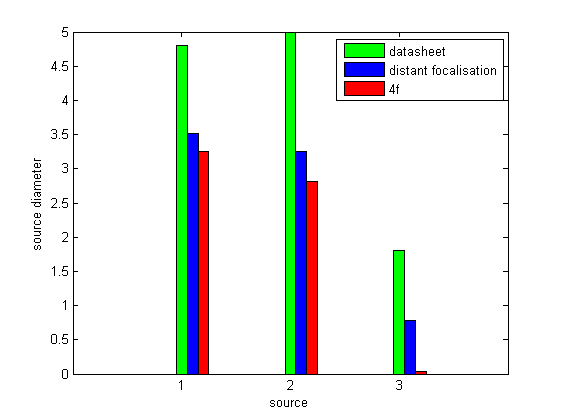 5
4.5
4
3.5
3
2.5
2
1.5
1
0.5
0
source diameter
datasheet
distant focalisation
4f
1 2 3
source